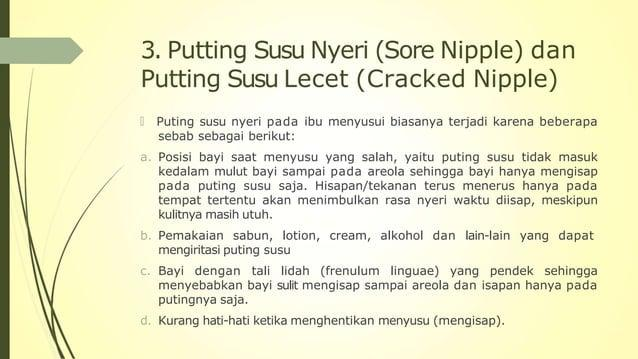 3. Putting Susu Nyeri (Sore Nipple) dan
Putting Susu Lecet (Cracked Nipple)
Puting susu nyeri pada ibu menyusui biasanya terjadi karena beberapa
sebab sebagai berikut:
a. Posisi bayi saat menyusu yang salah, yaitu puting susu tidak masuk
kedalam mulut bayi sampai pada areola sehingga bayi hanya mengisap
pada puting susu saja. Hisapan/tekanan terus menerus hanya pada
tempat tertentu akan menimbulkan rasa nyeri waktu diisap, meskipun
kulitnya masih utuh.
b. Pemakaian sabun, lotion, cream, alkohol dan lain-lain yang dapat
mengiritasi puting susu
c. Bayi dengan tali lidah (frenulum linguae) yang pendek sehingga
menyebabkan bayi sulit mengisap sampai areola dan isapan hanya pada
putingnya saja.
d. Kurang hati-hati ketika menghentikan menyusu (mengisap).